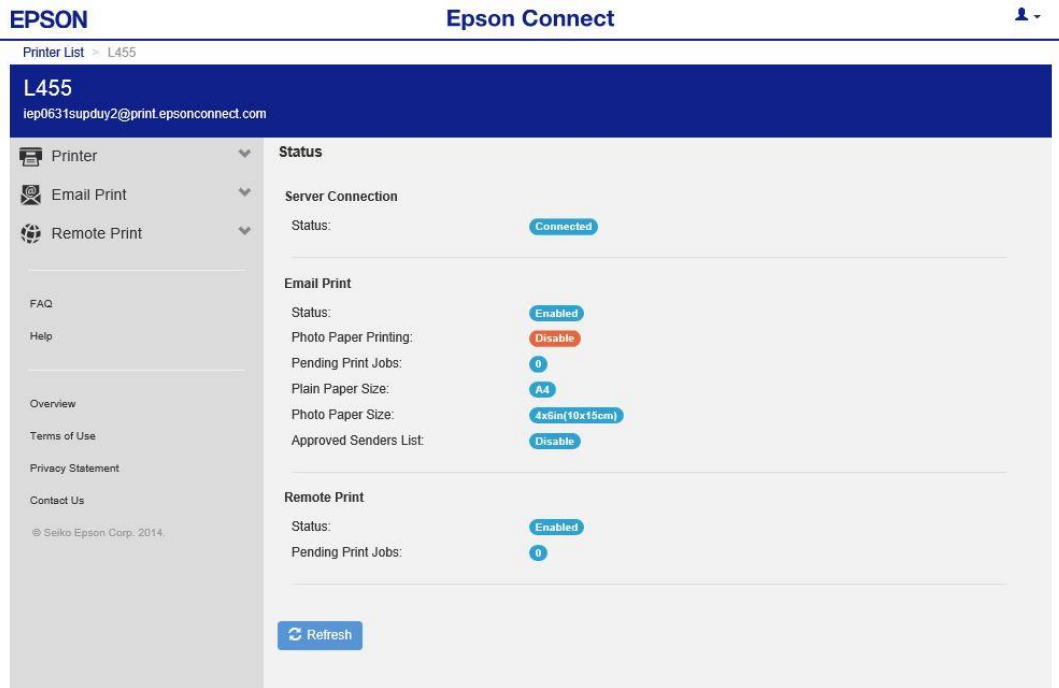 EPSON
Epson Connect
Printer List > L455
L455
iep0631supduy2@print.epsonconnect.com
Printer
Email Print
Remote Print
FAQ
Help
Overview
Terms of Use
Privacy Statement
Contact Us
© Seiko Epson Corp. 2014.
Status
Server Connection
Status: Connected
Email Print
Status: Enabled
Photo Paper Printing: Disable
Pending Print Jobs: 0
Plain Paper Size: A4
Photo Paper Size: 4x6in(10x15cm)
Approved Senders List: Disable
Remote Print
Status: Enabled
Pending Print Jobs: 0
Refresh